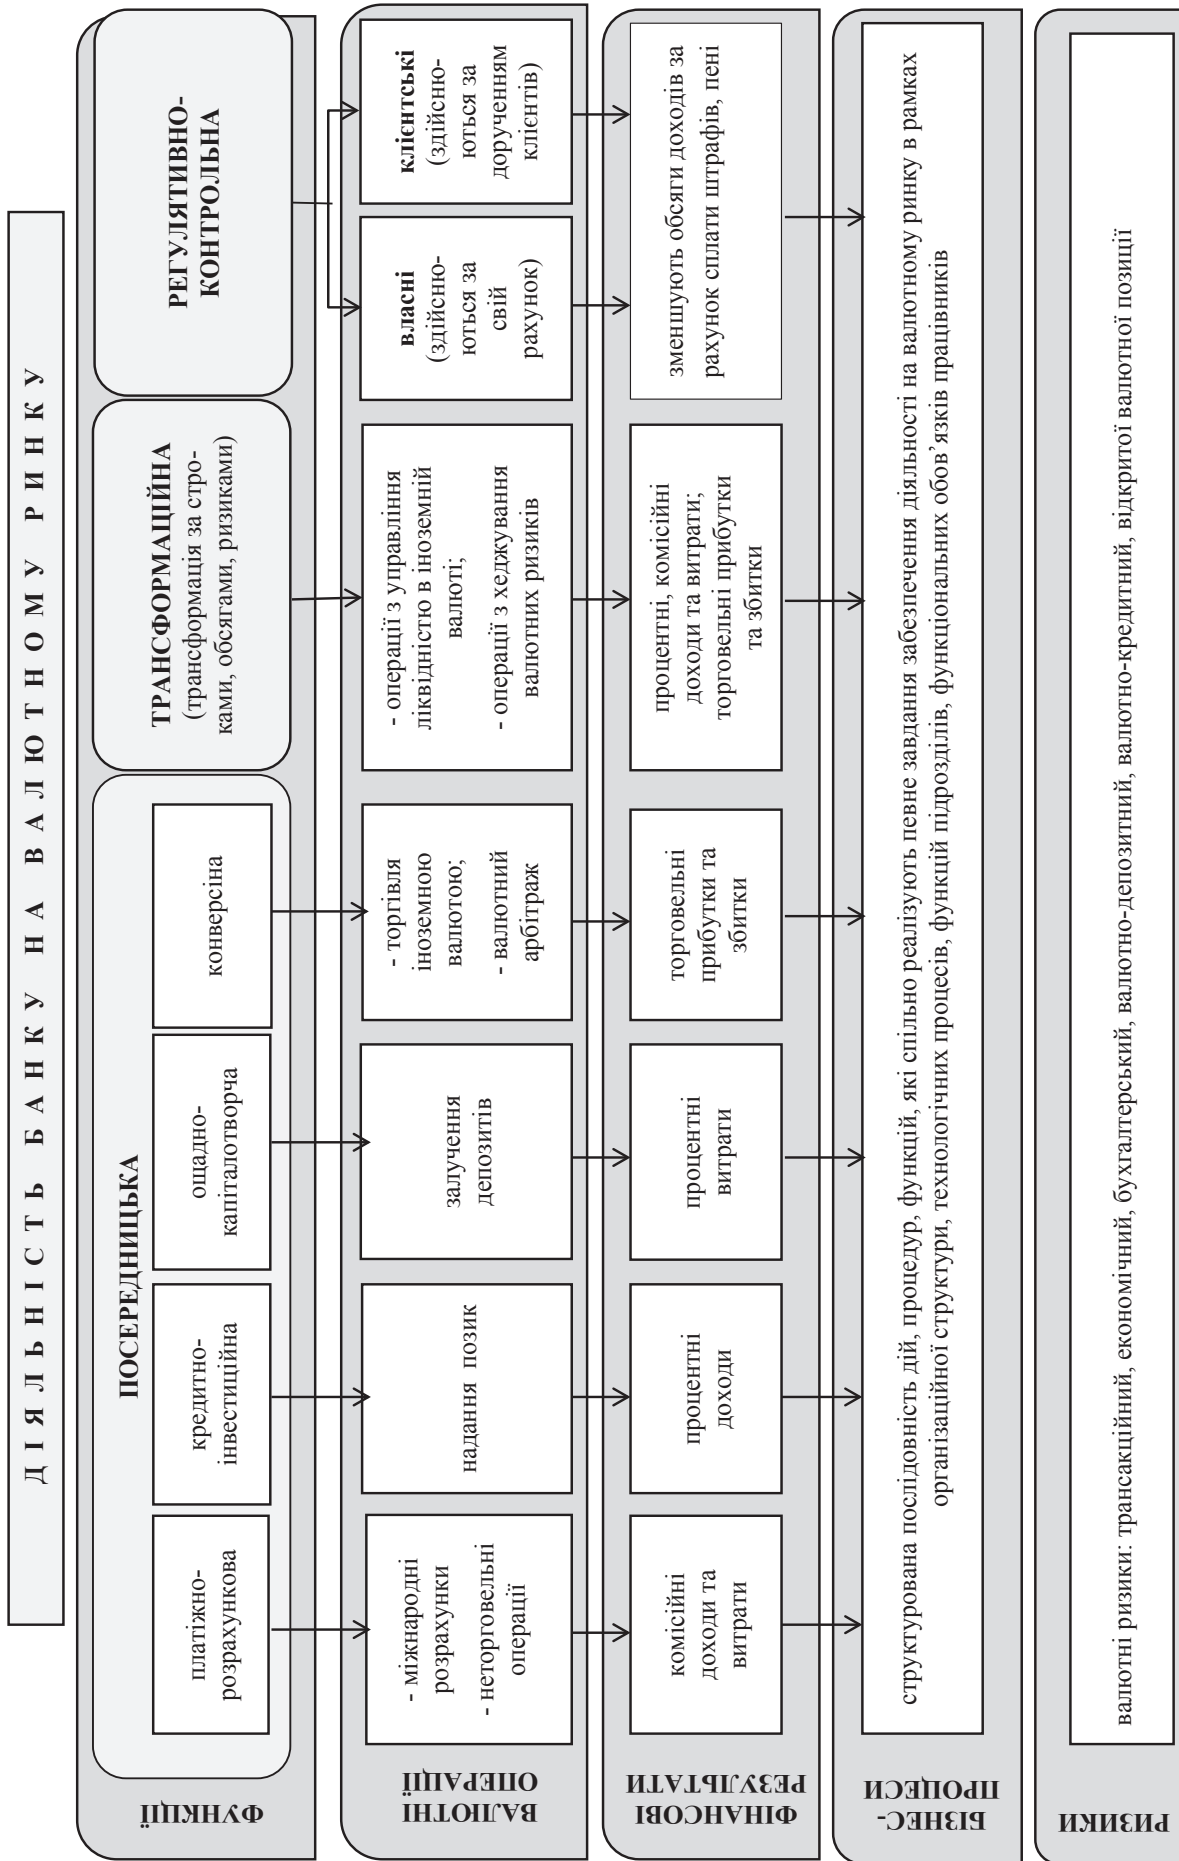 ДІЯЛЬНІСТЬ БАНКУ НА ВАЛЮТНОМУ РИНКУ
ФУНКЦІЇ
ПОСЕРЕДНИЦЬКА
платіжно-
розрахункова
кредитно-
інвестиційна
ощадно-
капіталотворча
конверсіна
ТРАНСФОРМАЦІЙНА
(трансформація за стро-
ками, обсягами, ризиками)
РЕГУЛЯТИВНО-
КОНТРОЛЬНА
ВАЛЮТНІ
ОПЕРАЦІЇ
- міжнародні
розрахунки
- неторговельні
операції
надання позик
залучення
депозитів
- торгівля
іноземною
валютою;
- валютний
арбітраж
- операції з управління
ліквідністю в іноземній
валюті;
- операції з хеджування
валютних ризиків
власні
(здійсню-
ються за
свій
рахунок)
клієнтські
(здійсню-
ються за
дорученням
клієнтів)
ФІНАНСОВІ
РЕЗУЛЬТАТИ
комісійні
доходи та
витрати
процентні
доходи
процентні
витрати
торговельні
прибутки та
збитки
процентні, комісійні
доходи та витрати;
торговельні прибутки
та збитки
зменшують обсяги доходів за
рахунок сплати штрафів, пені
БІЗНЕС-
ПРОЦЕСИ
структурована послідовність дій, процедур, функцій, які спільно реалізують певне завдання забезпечення діяльності на валютному ринку в рамках
організаційної структури, технологічних процесів, функцій підрозділів, функціональних обов’язків працівників
РИЗИКИ
валютні ризики: трансакційний, економічний, бухгалтерський, валютно-депозитний, валютно-кредитний, відкритої валютної позиції